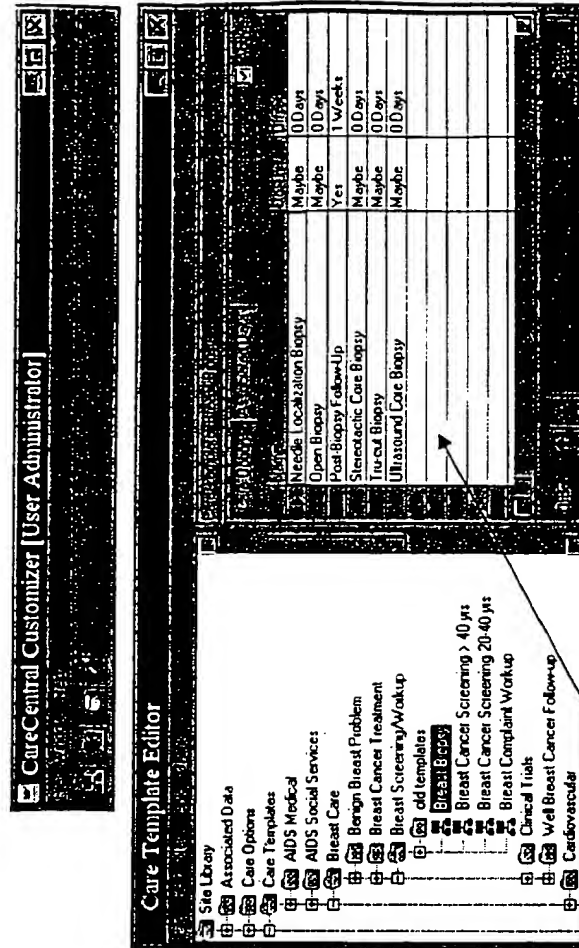 CareCentral Customizer [User Administrator]
Care Template Editor
Site Library
Associated Data
Care Options
Care Templates
AIDS Medical
AIDS Social Services
Breast Care
Benign Breast Problem
Breast Cancer Treatment
Breast Screening/Workup
old templates
Breast Biopsy
Breast Cancer Screening > 40 yrs
Breast Cancer Screening 20-40 yrs
Breast Complaint Workup
Clinical Trials
Well Breast Cancer Follow-up
Cardiovascular
Needle Localization Biopsy Maybe 0 Days
Open Biopsy Maybe 0 Days
Post-Biopsy Follow-Up Yes 1 Weeks
Stereotactic Core Biopsy Maybe 0 Days
Tru-cut Biopsy Maybe 0 Days
Ultrasound Core Biopsy Maybe 0 Days